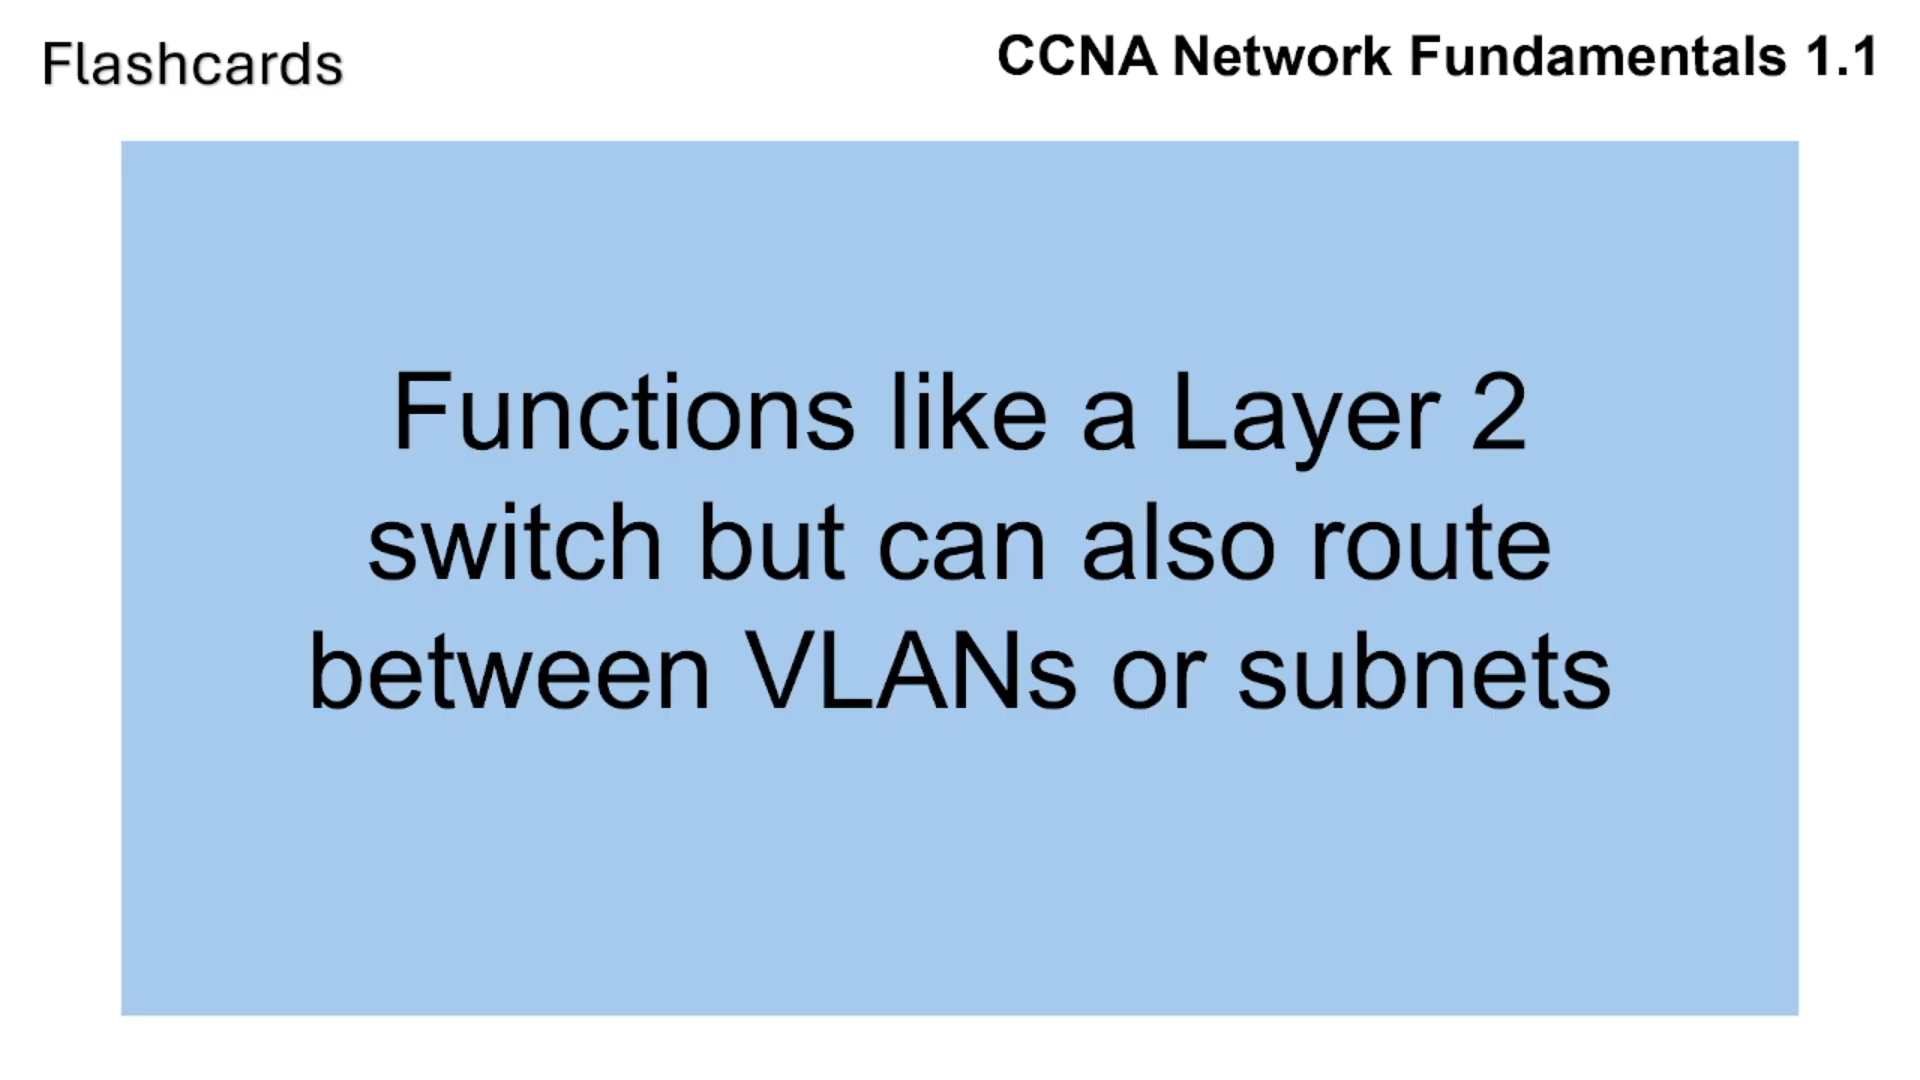 Flashcards
CCNA Network Fundamentals 1.1
Functions like a Layer 2
switch but can also route
between VLANs or subnets